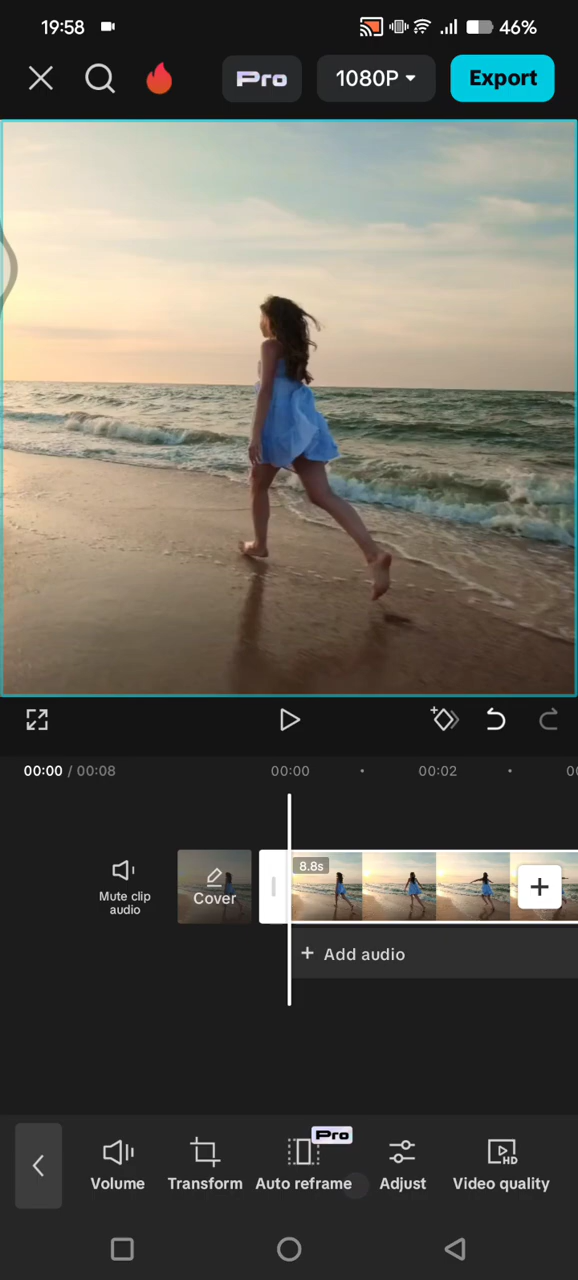 19:58 46%
Pro 1080P Export
00:00 / 00:08 00:00 00:02
8.8s
Mute clip
audio
Cover
+ Add audio
Pro
Volume Transform Auto reframe Adjust Video quality
HD